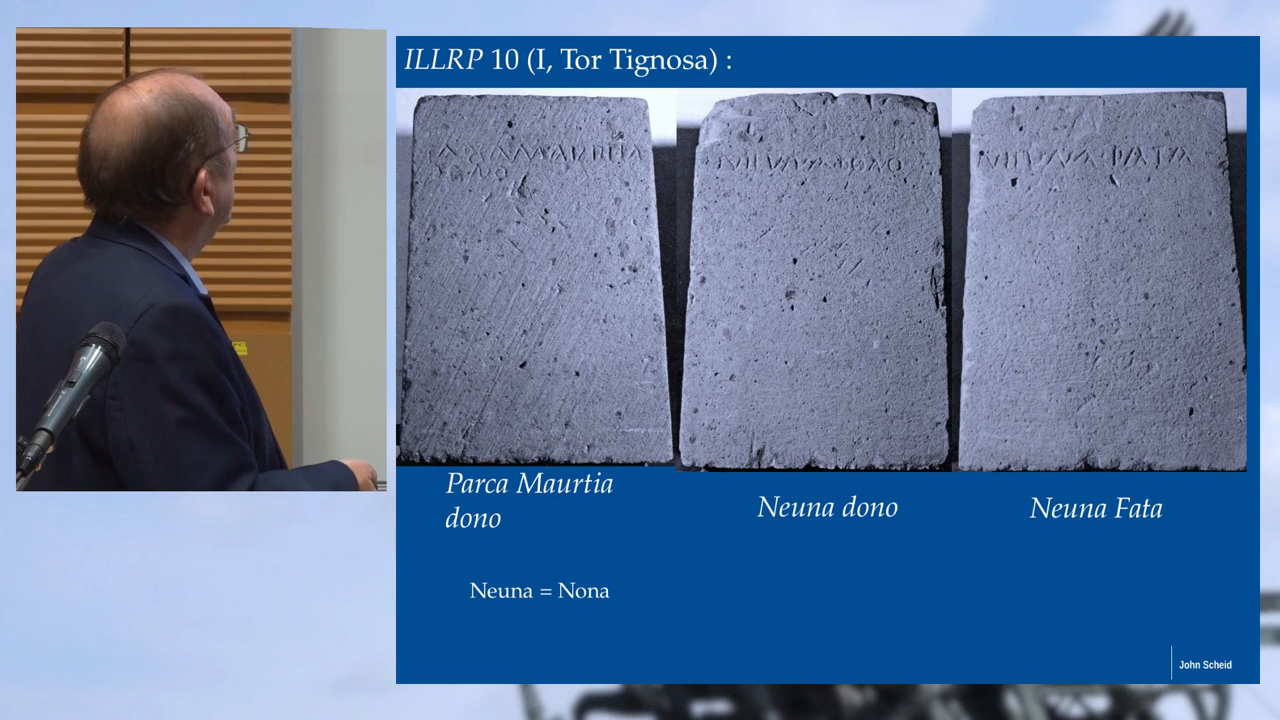 ILLRP 10 (I, Tor Tignosa) :
Parca Maurtia
dono
Neuna dono
Neuna Fata
Neuna = Nona
John Scheid